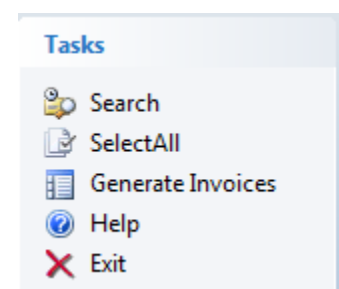 Tasks
Search
SelectAll
Generate Invoices
Help
Exit